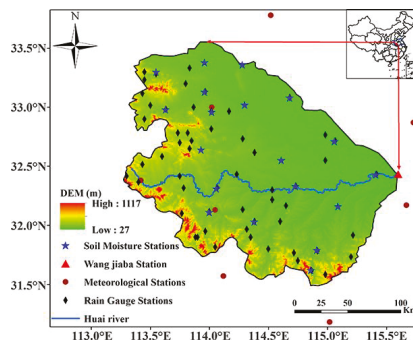 33.5°N
33.0°N
32.5°N
32.0°N
31.5°N
N
DEM (m)
High : 1117
Low : 27
Soil Moisture Stations
Wang jiaba Station
Meteorological Stations
Rain Gauge Stations
Huai river
0 25 50 100
Km
113.0°E 113.5°E 114.0°E 114.5°E 115.0°E 115.6°E